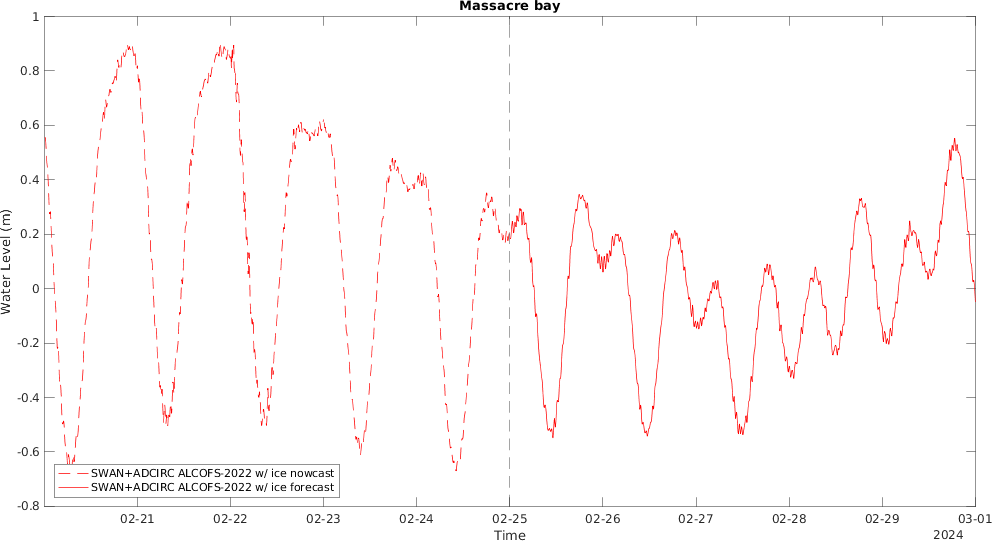 Massacre bay
Water Level (m)
1
0.8
0.6
0.4
0.2
0
-0.2
-0.4
-0.6
-0.8
SWAN+ADCIRC ALCOFS-2022 w/ ice nowcast
SWAN+ADCIRC ALCOFS-2022 w/ ice forecast
02-21 02-22 02-23 02-24 02-25 02-26 02-27 02-28 02-29 03-01
Time
2024